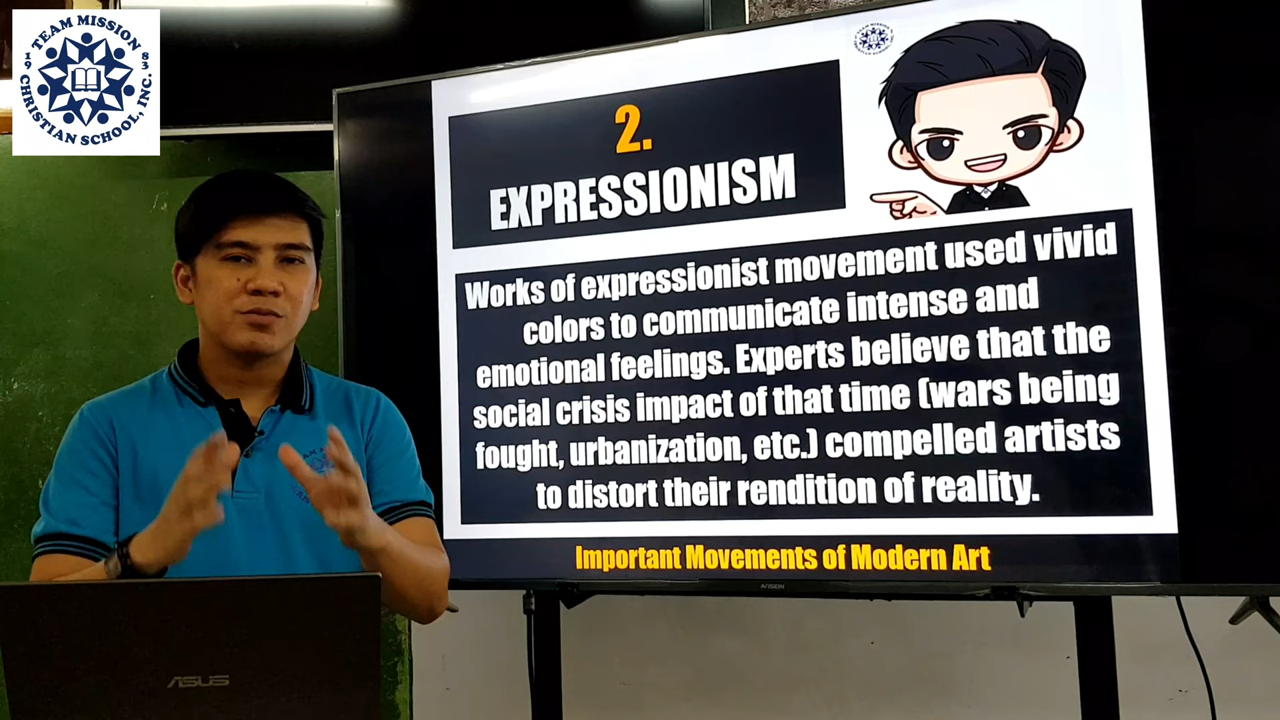 TEAM MISSION
1983
CHRISTIAN SCHOOL, INC.
2.
EXPRESSIONISM
Works of expressionist movement used vivid
colors to communicate intense and
emotional feelings. Experts believe that the
social crisis impact of that time (wars being
fought, urbanization, etc.) compelled artists
to distort their rendition of reality.
Important Movements of Modern Art
ASUS